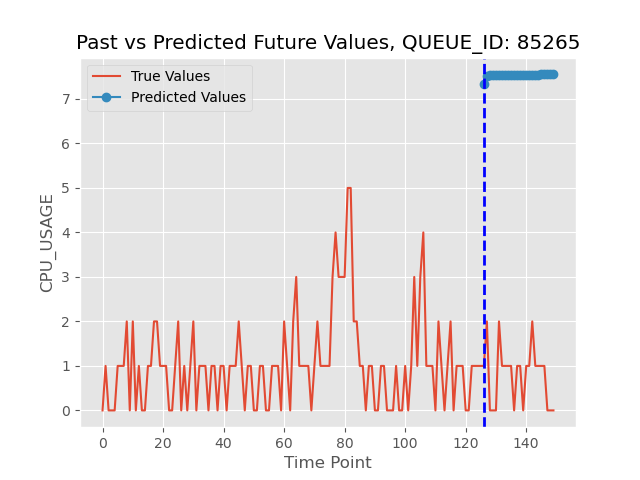 Past vs Predicted Future Values, QUEUE_ID: 85265
True Values
Predicted Values
CPU_USAGE
7
6
5
4
3
2
1
0
0 20 40 60 80 100 120 140
Time Point